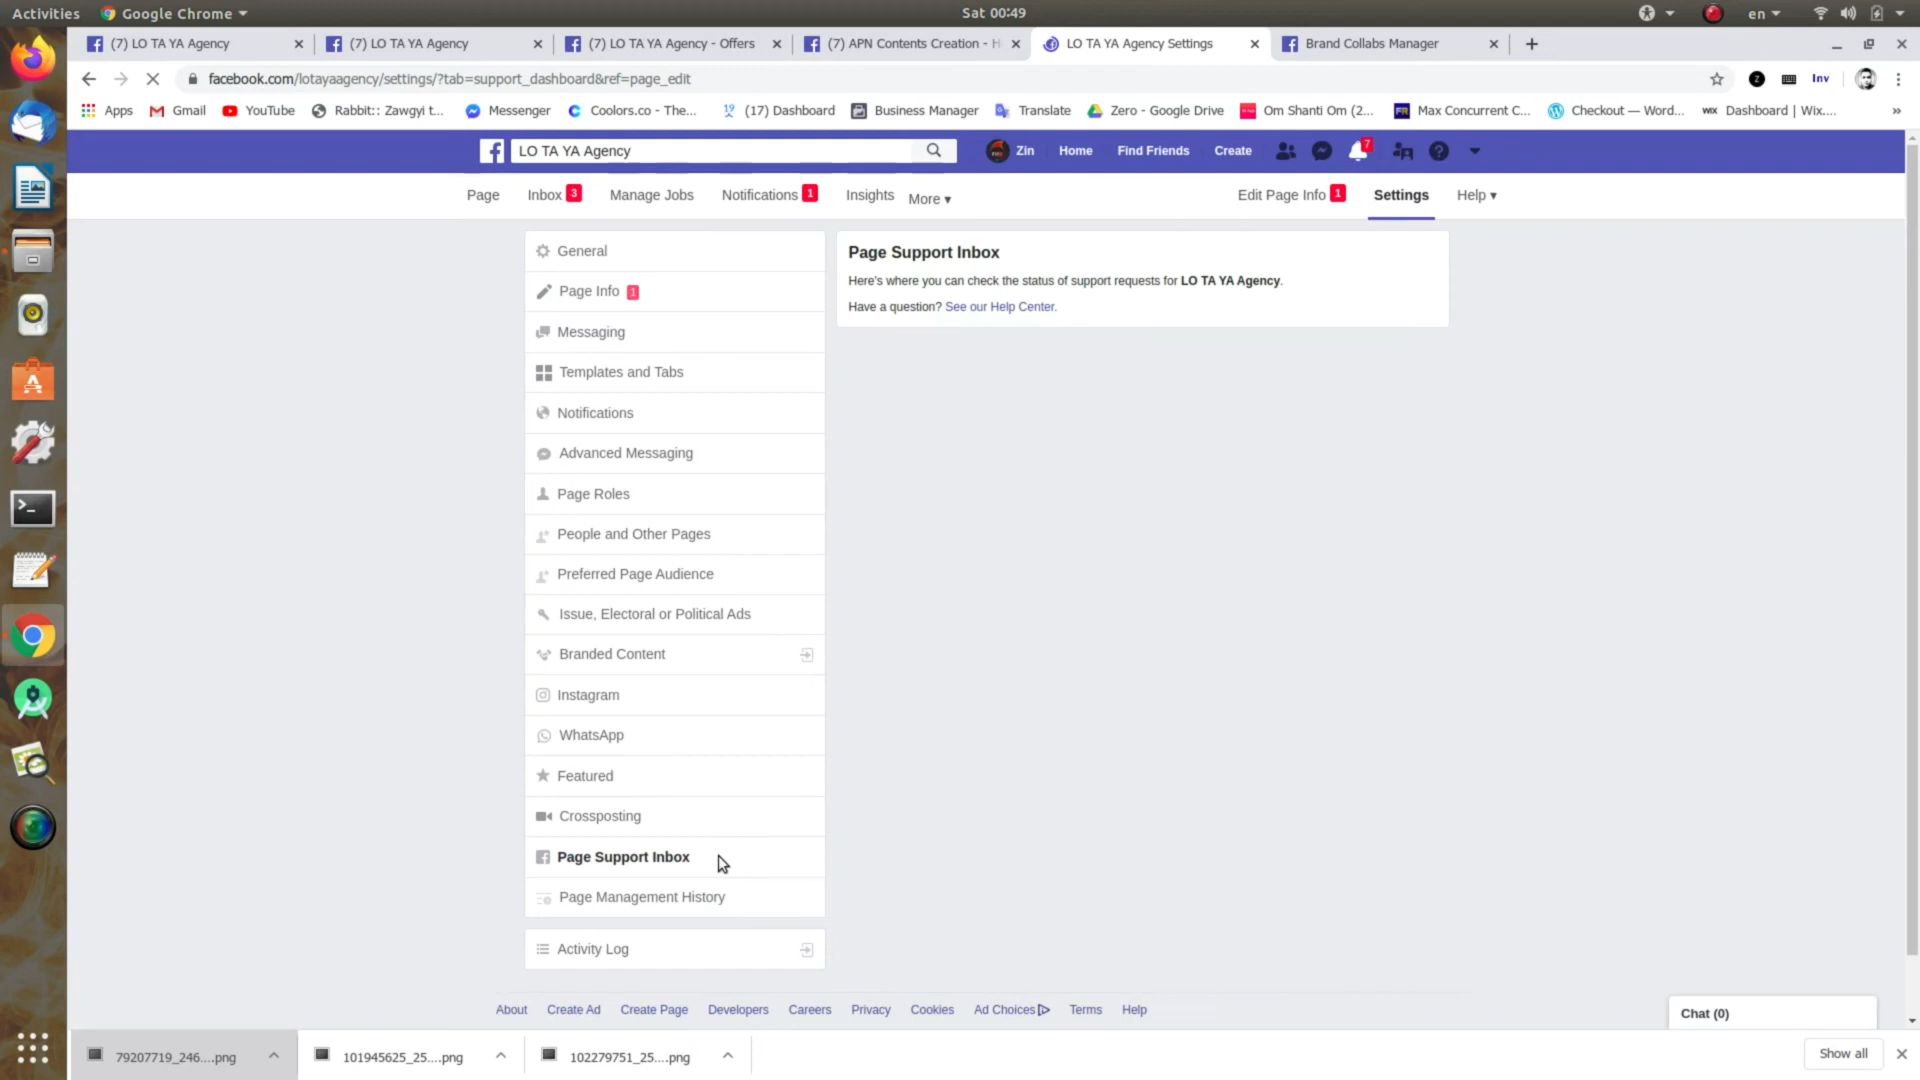 Activities
Google Chrome
Sat 00:49
en
(7) LO TA YA Agency
(7) LO TA YA Agency
(7) LO TA YA Agency - Offers
(7) APN Contents Creation - H
LO TA YA Agency Settings
Brand Collabs Manager
facebook.com/lotayaagency/settings/?tab=support_dashboard&ref=page_edit
Inv
Apps
Gmail
YouTube
Rabbit:: Zawgyi t...
Messenger
Coolors.co - The...
(17) Dashboard
Business Manager
Translate
Zero - Google Drive
Om Shanti Om (2...
Max Concurrent C...
Checkout — Word...
WiX Dashboard | Wix....
»
LO TA YA Agency
Zin
Home
Find Friends
Create
7
Page
Inbox 3
Manage Jobs
Notifications 1
Insights
More ▾
Edit Page Info 1
Settings
Help ▾
General
Page Info 1
Messaging
Templates and Tabs
Notifications
Advanced Messaging
Page Roles
People and Other Pages
Preferred Page Audience
Issue, Electoral or Political Ads
Branded Content
Instagram
WhatsApp
Featured
Crossposting
Page Support Inbox
Page Management History
Activity Log
Page Support Inbox
Here's where you can check the status of support requests for LO TA YA Agency.
Have a question? See our Help Center.
About
Create Ad
Create Page
Developers
Careers
Privacy
Cookies
Ad Choices
Terms
Help
Chat (0)
79207719_246....png
101945625_25....png
102279751_25....png
Show all